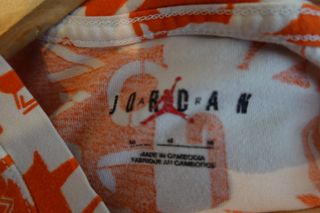 JORDAN
M M M
MADE IN CAMBODIA
FABRIQUÉ AU CAMBODGE